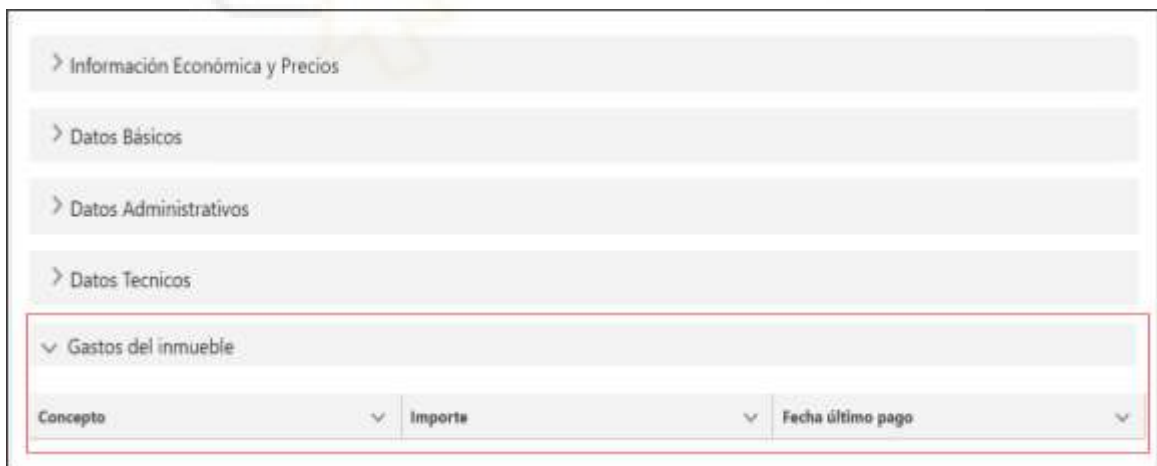 Información Económica y Precios
Datos Básicos
Datos Administrativos
Datos Tecnicos
Gastos del inmueble
Concepto Importe Fecha último pago